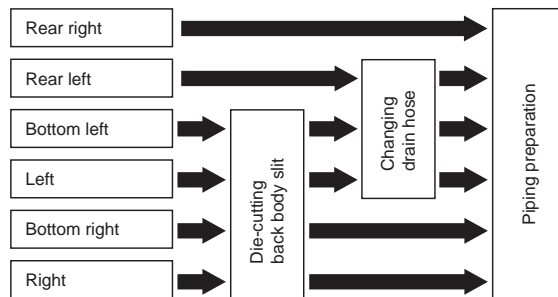 Rear right
Rear left
Bottom left
Left
Bottom right
Right
Die-cutting
back body slit
Changing
drain hose
Piping preparation